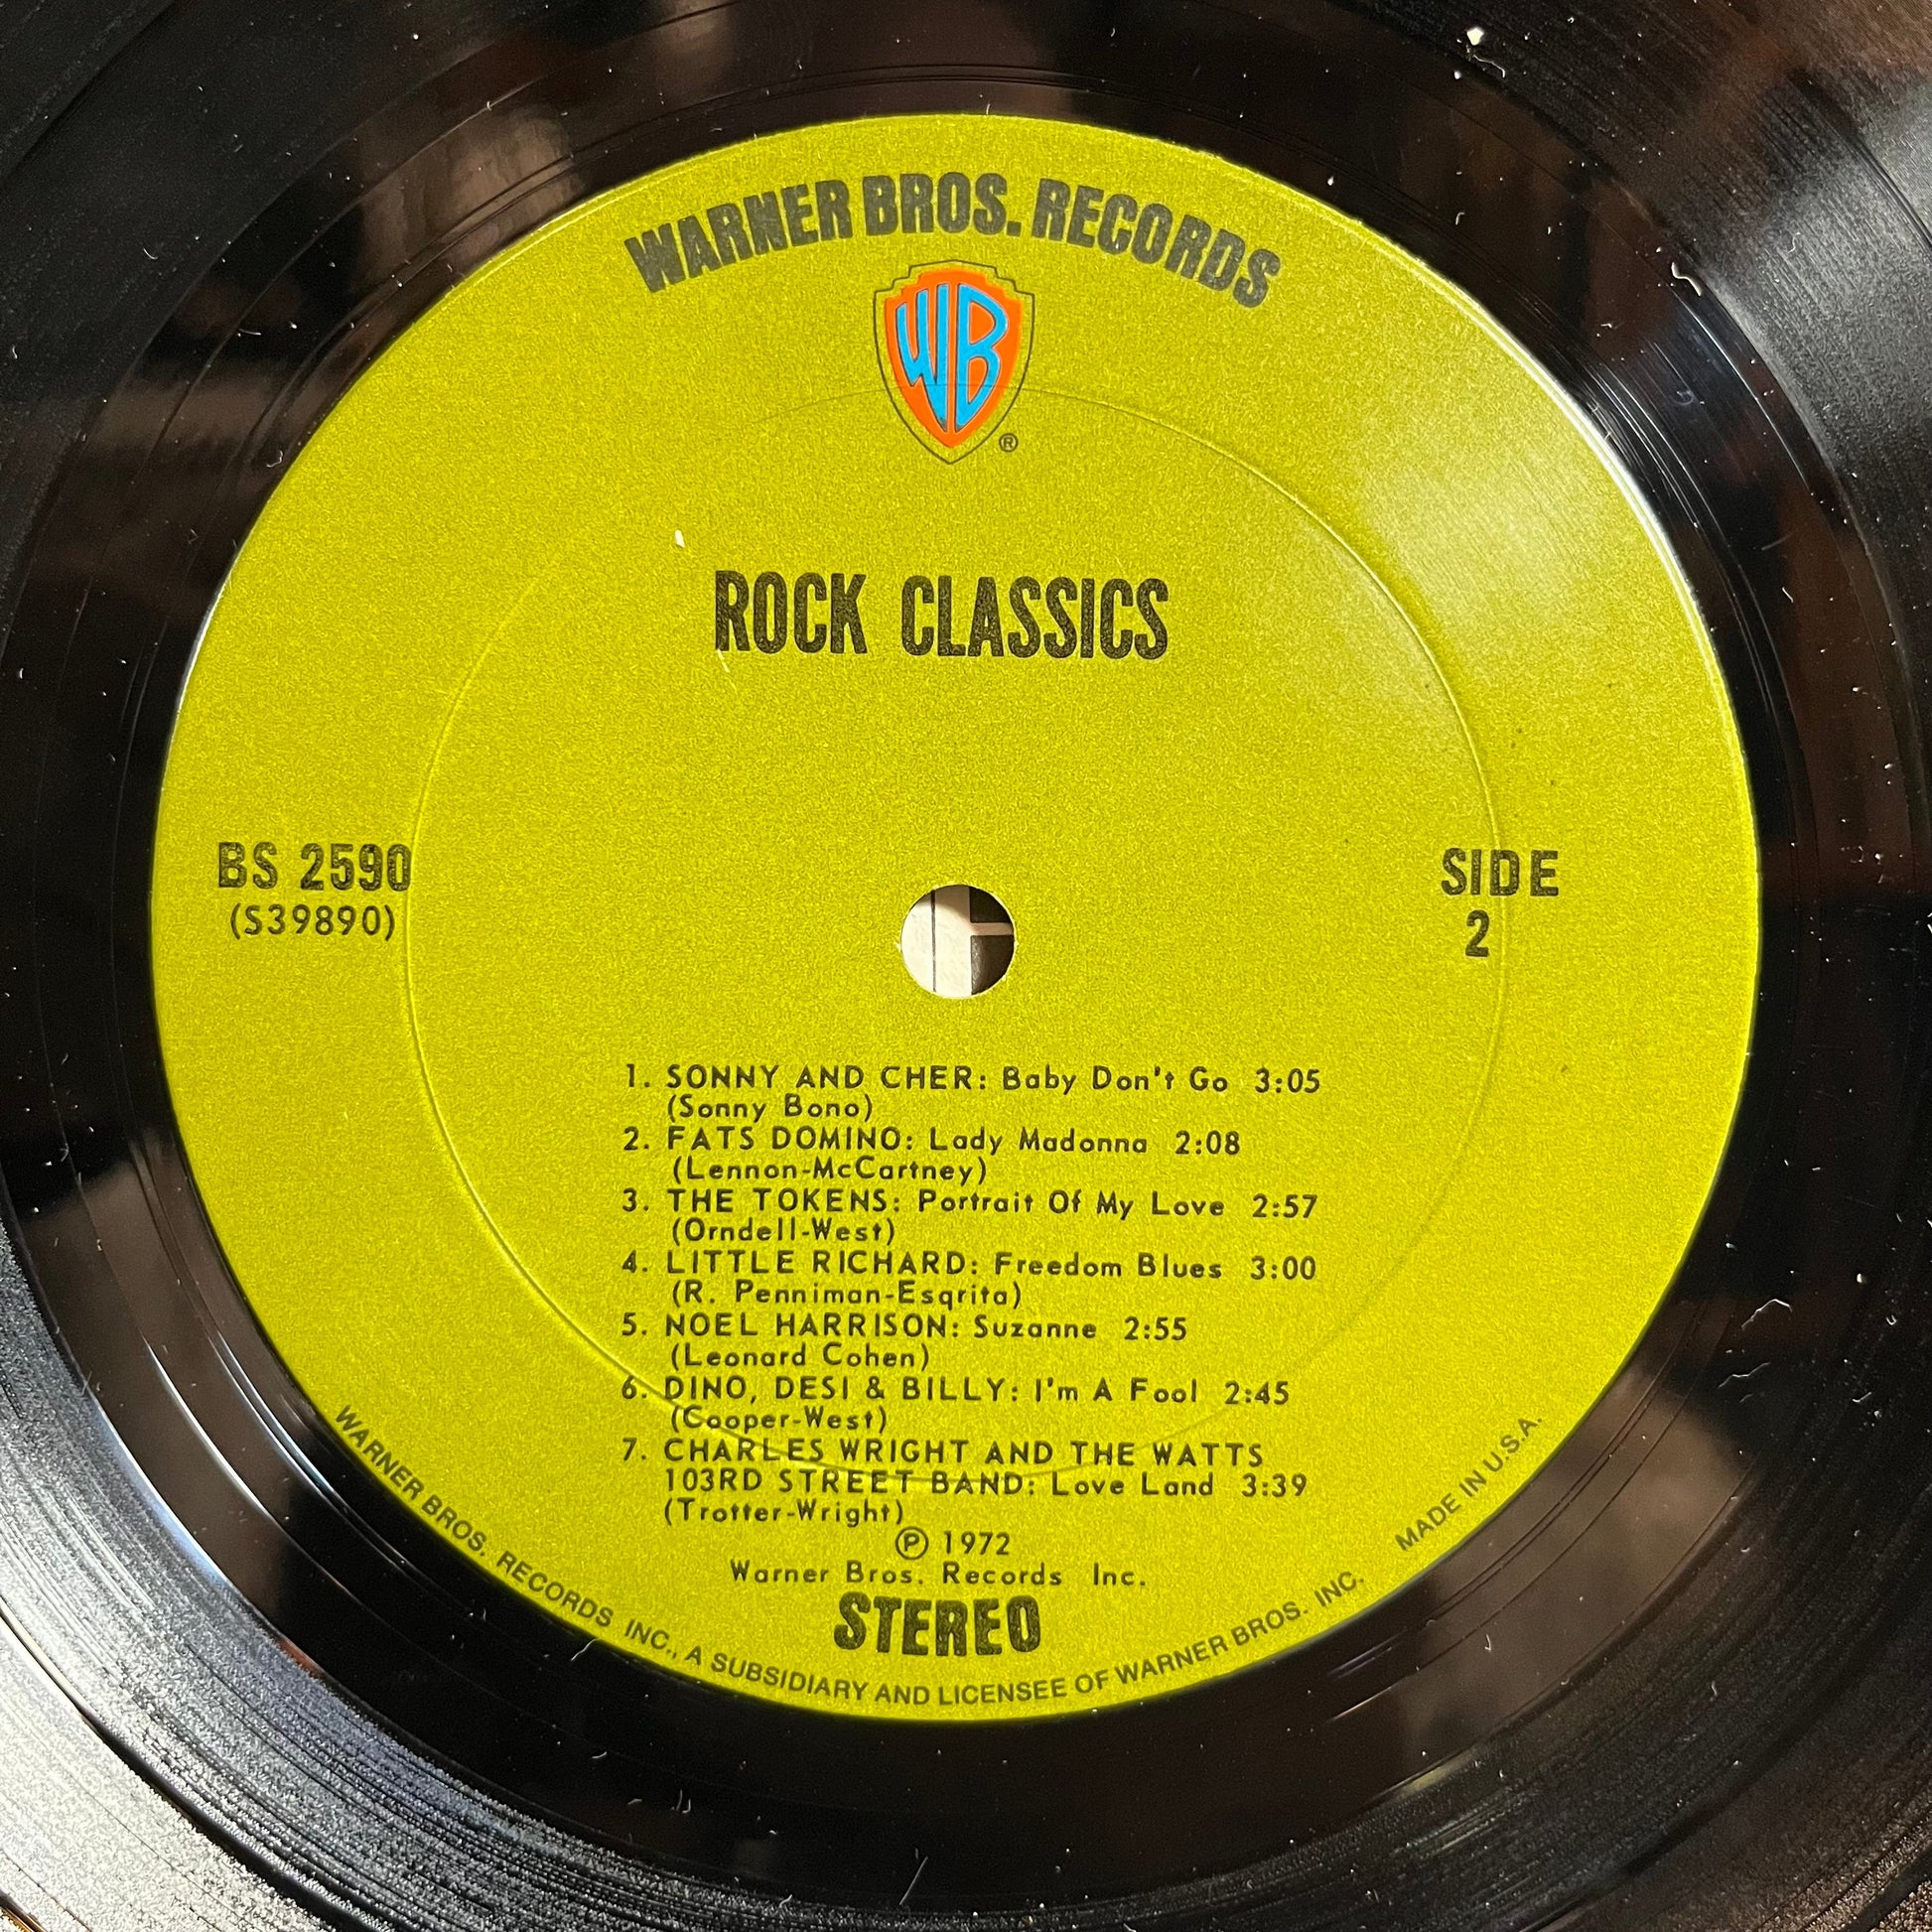 WARNER BROS. RECORDS
WB
®
ROCK CLASSICS
BS 2590
(S39890)
SIDE
2
1. SONNY AND CHER: Baby Don't Go 3:05
(Sonny Bono)
2. FATS DOMINO: Lady Madonna 2:08
(Lennon-McCartney)
3. THE TOKENS: Portrait Of My Love 2:57
(Orndell-West)
4. LITTLE RICHARD: Freedom Blues 3:00
(R. Penniman-Esqrita)
5. NOEL HARRISON: Suzanne 2:55
(Leonard Cohen)
6. DINO, DESI & BILLY: I'm A Fool 2:45
(Cooper-West)
7. CHARLES WRIGHT AND THE WATTS
103RD STREET BAND: Love Land 3:39
(Trotter-Wright)
℗ 1972
Warner Bros. Records Inc.
STEREO
WARNER BROS. RECORDS INC., A SUBSIDIARY AND LICENSEE OF WARNER BROS. INC. MADE IN U.S.A.